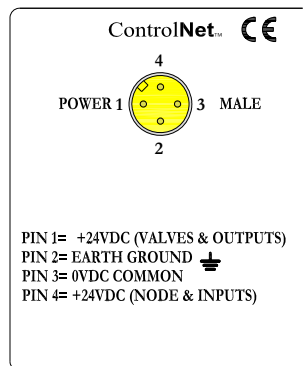 ControlNet™ CE
4
POWER 1 3 MALE
2
PIN 1= +24VDC (VALVES & OUTPUTS)
PIN 2= EARTH GROUND
PIN 3= 0VDC COMMON
PIN 4= +24VDC (NODE & INPUTS)